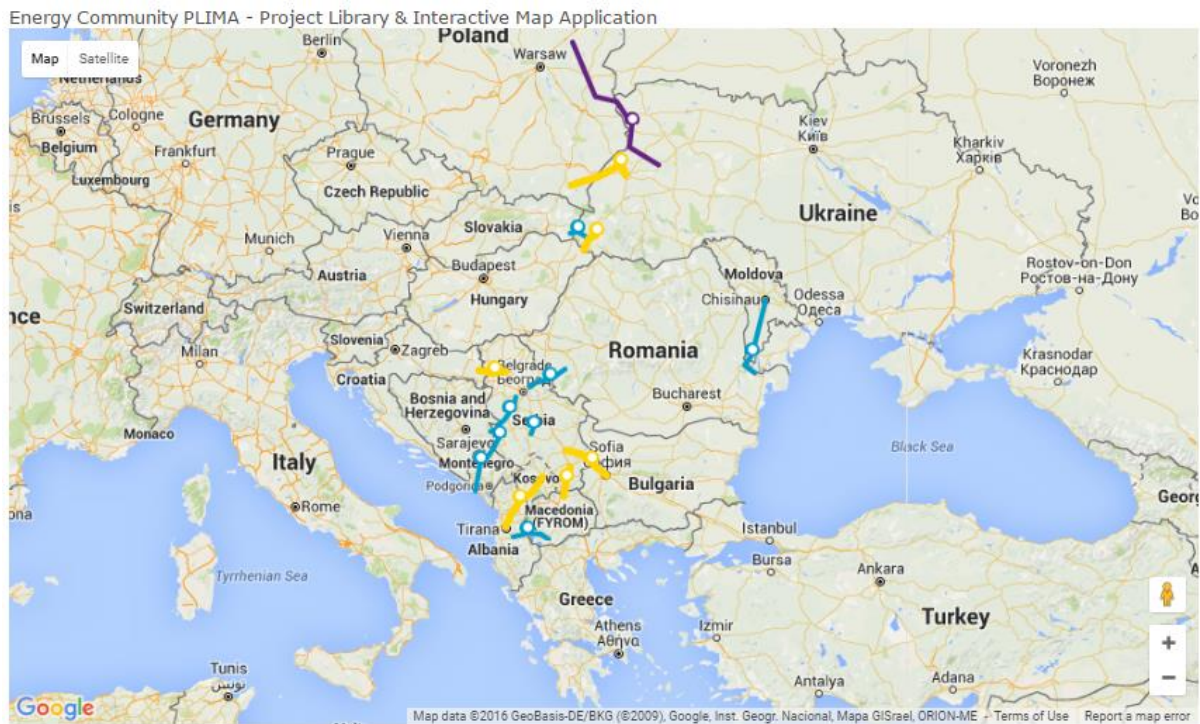 Energy Community PLIMA - Project Library & Interactive Map Application
Map
Satellite
Berlin
Poland
Warsaw
Voronezh
Воронеж
Netherlands
Brussels
Cologne
Germany
Belgium
Kiev
Київ
Kharkiv
Харків
Frankfurt
Prague
Luxembourg
Czech Republic
is
Ukraine
Slovakia
Munich
Vienna
Budapest
Austria
Hungary
Moldova
Rostov-on-Don
Ростов-на-Дону
Chisinau
Odessa
Одеса
Switzerland
nce
Slovenia
Zagreb
Milan
Romania
Croatia
Belgrade
Krasnodar
Краснодар
Bosnia and
Herzegovina
Bucharest
Serbia
Monaco
Sarajevo
Sofia
София
Black Sea
Italy
Montenegro
Kosovo
Podgorica
Bulgaria
Georg
ona
Rome
Macedonia
(FYROM)
Tirana
Albania
Istanbul
Bursa
Ankara
Tyrrhenian Sea
Greece
Turkey
Athens
Αθήνα
Izmir
Tunis
تونس
Antalya
Adana
+
−
Google
Map data ©2016 GeoBasis-DE/BKG (©2009), Google, Inst. Geogr. Nacional, Mapa GISrael, ORION-ME
Terms of Use
Report a map error